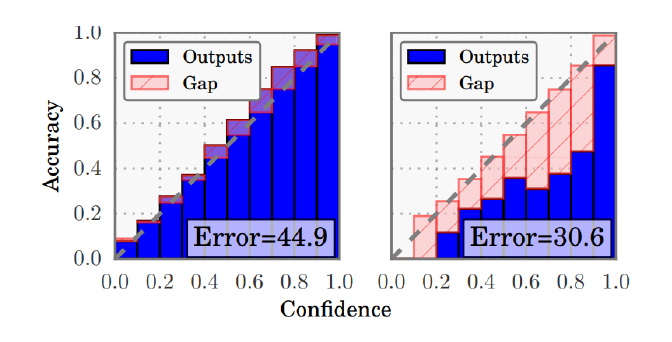 1.0
0.8
0.6
0.4
0.2
0.0
Accuracy
Outputs
Gap
Error=44.9
0.0 0.2 0.4 0.6 0.8 1.0
Outputs
Gap
Error=30.6
0.0 0.2 0.4 0.6 0.8 1.0
Confidence